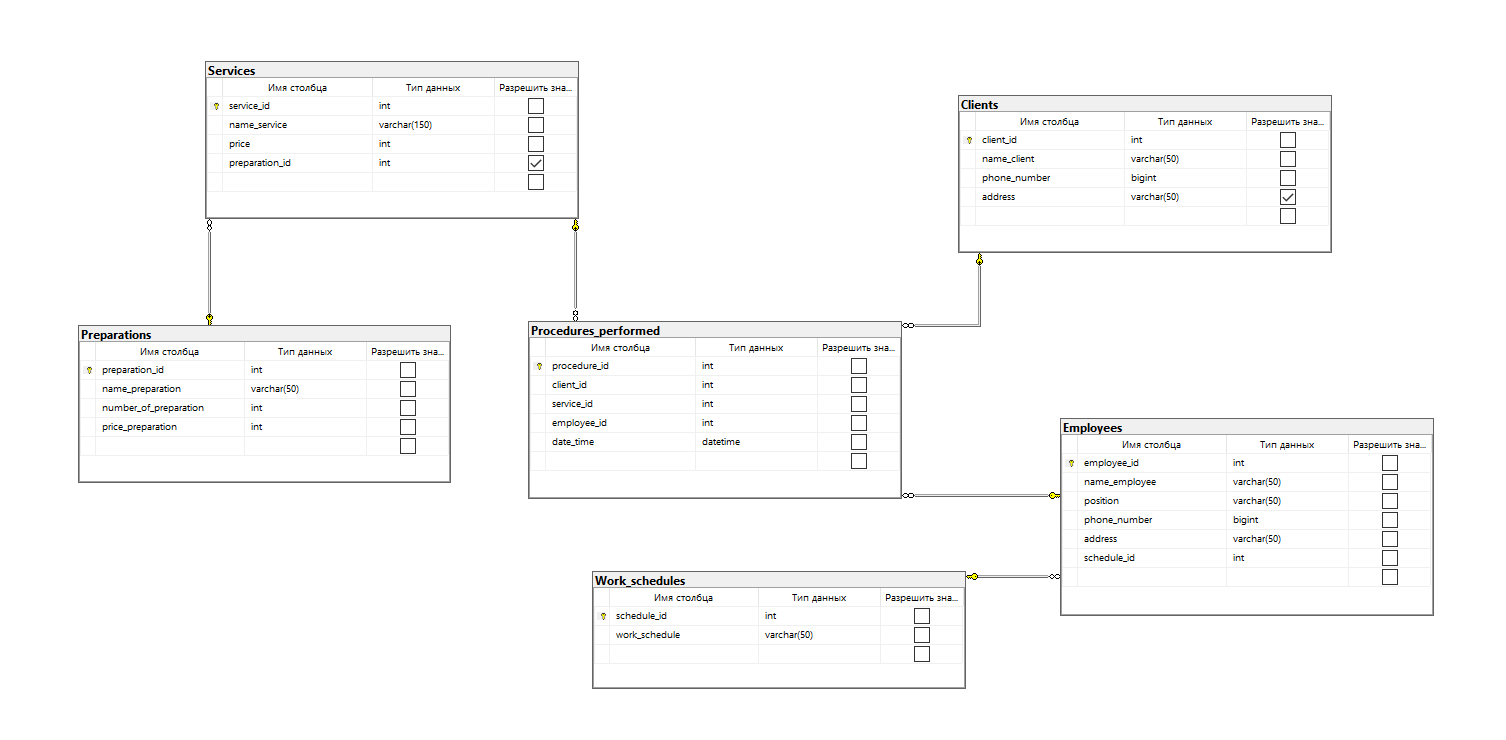 Services
Имя столбца Тип данных Разрешить зна...
service_id int
name_service varchar(150)
price int
preparation_id int
Clients
Имя столбца Тип данных Разрешить зна...
client_id int
name_client varchar(50)
phone_number bigint
address varchar(50)
Preparations
Имя столбца Тип данных Разрешить зна...
preparation_id int
name_preparation varchar(50)
number_of_preparation int
price_preparation int
Procedures_performed
Имя столбца Тип данных Разрешить зна...
procedure_id int
client_id int
service_id int
employee_id int
date_time datetime
Employees
Имя столбца Тип данных Разрешить зна...
employee_id int
name_employee varchar(50)
position varchar(50)
phone_number bigint
address varchar(50)
schedule_id int
Work_schedules
Имя столбца Тип данных Разрешить зна...
schedule_id int
work_schedule varchar(50)